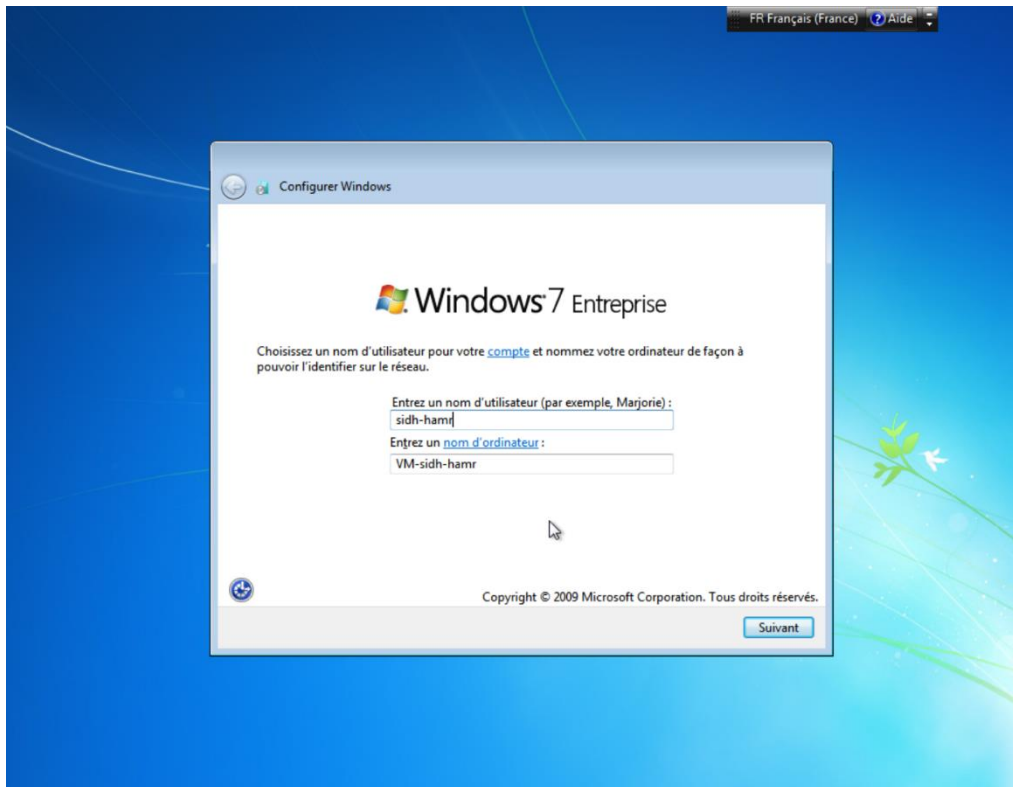 FR Français (France) ? Aide
Configurer Windows
Windows 7 Entreprise
Choisissez un nom d'utilisateur pour votre compte et nommez votre ordinateur de façon à
pouvoir l'identifier sur le réseau.
Entrez un nom d'utilisateur (par exemple, Marjorie) :
sidh-hamr
Entrez un nom d'ordinateur :
VM-sidh-hamr
Copyright © 2009 Microsoft Corporation. Tous droits réservés.
Suivant